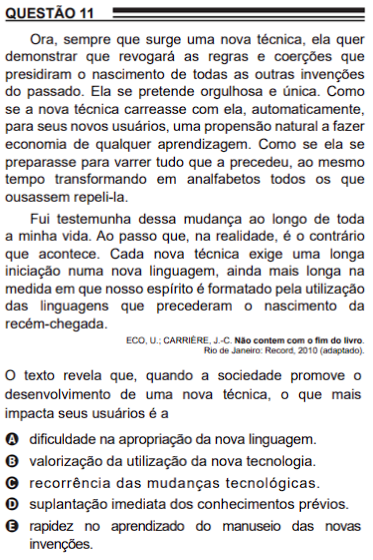 QUESTÃO 11
Ora, sempre que surge uma nova técnica, ela quer
demonstrar que revogará as regras e coerções que
presidiram o nascimento de todas as outras invenções
do passado. Ela se pretende orgulhosa e única. Como
se a nova técnica carreasse com ela, automaticamente,
para seus novos usuários, uma propensão natural a fazer
economia de qualquer aprendizagem. Como se ela se
preparasse para varrer tudo que a precedeu, ao mesmo
tempo transformando em analfabetos todos os que
ousassem repeli-la.
Fui testemunha dessa mudança ao longo de toda
a minha vida. Ao passo que, na realidade, é o contrário
que acontece. Cada nova técnica exige uma longa
iniciação numa nova linguagem, ainda mais longa na
medida em que nosso espírito é formatado pela utilização
das linguagens que precederam o nascimento da
recém-chegada.
ECO, U.; CARRIÈRE, J.-C. Não contem com o fim do livro.
Rio de Janeiro: Record, 2010 (adaptado).
O texto revela que, quando a sociedade promove o
desenvolvimento de uma nova técnica, o que mais
impacta seus usuários é a
A dificuldade na apropriação da nova linguagem.
B valorização da utilização da nova tecnologia.
C recorrência das mudanças tecnológicas.
D suplantação imediata dos conhecimentos prévios.
E rapidez no aprendizado do manuseio das novas
invenções.